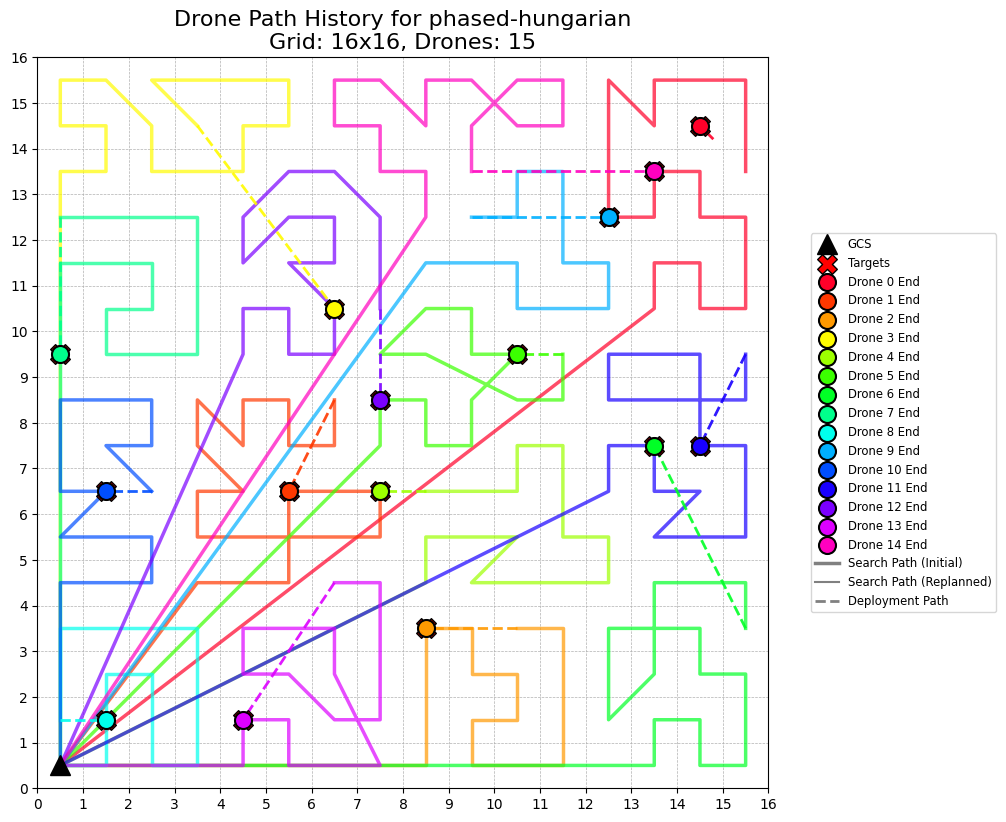 Drone Path History for phased-hungarian
Grid: 16x16, Drones: 15
16
15
14
13
12
11
10
9
8
7
6
5
4
3
2
1
0
0 1 2 3 4 5 6 7 8 9 10 11 12 13 14 15 16
GCS
Targets
Drone 0 End
Drone 1 End
Drone 2 End
Drone 3 End
Drone 4 End
Drone 5 End
Drone 6 End
Drone 7 End
Drone 8 End
Drone 9 End
Drone 10 End
Drone 11 End
Drone 12 End
Drone 13 End
Drone 14 End
Search Path (Initial)
Search Path (Replanned)
Deployment Path